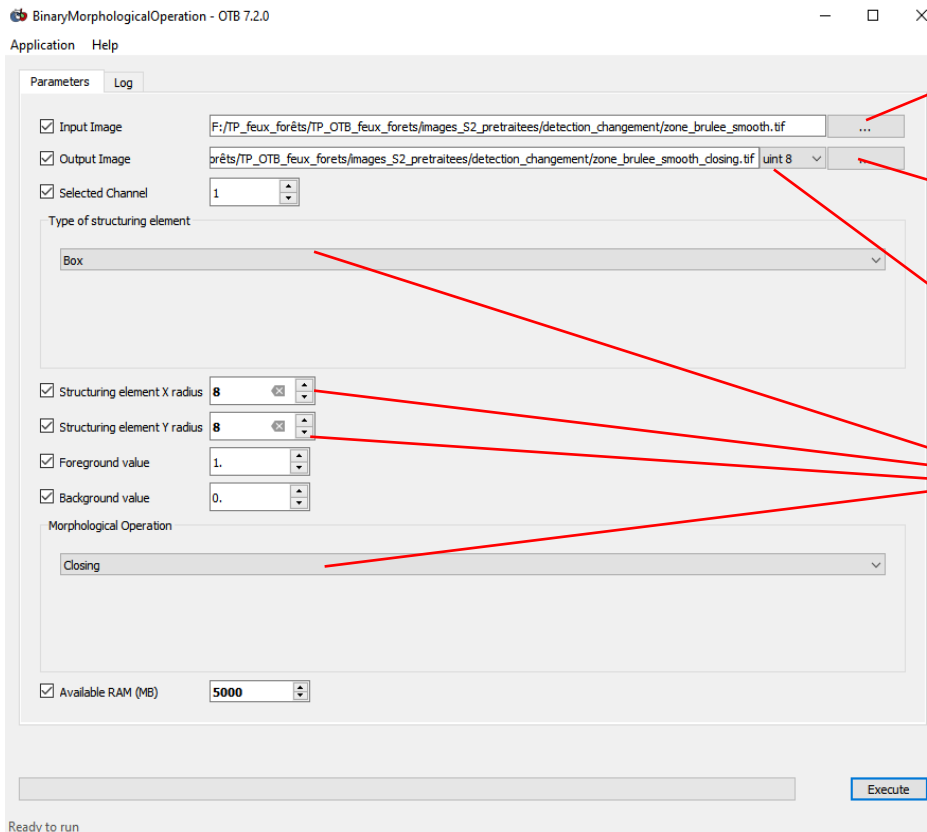 BinaryMorphologicalOperation - OTB 7.2.0
Application Help
Parameters Log
Input Image F:/TP_feux_forêts/TP_OTB_feux_forets/images_S2_pretraitees/detection_changement/zone_brulee_smooth.tif ...
Output Image orêts/TP_OTB_feux_forets/images_S2_pretraitees/detection_changement/zone_brulee_smooth_closing.tif uint 8 ...
Selected Channel 1
Type of structuring element
Box
Structuring element X radius 8
Structuring element Y radius 8
Foreground value 1.
Background value 0.
Morphological Operation
Closing
Available RAM (MB) 5000
Execute
Ready to run